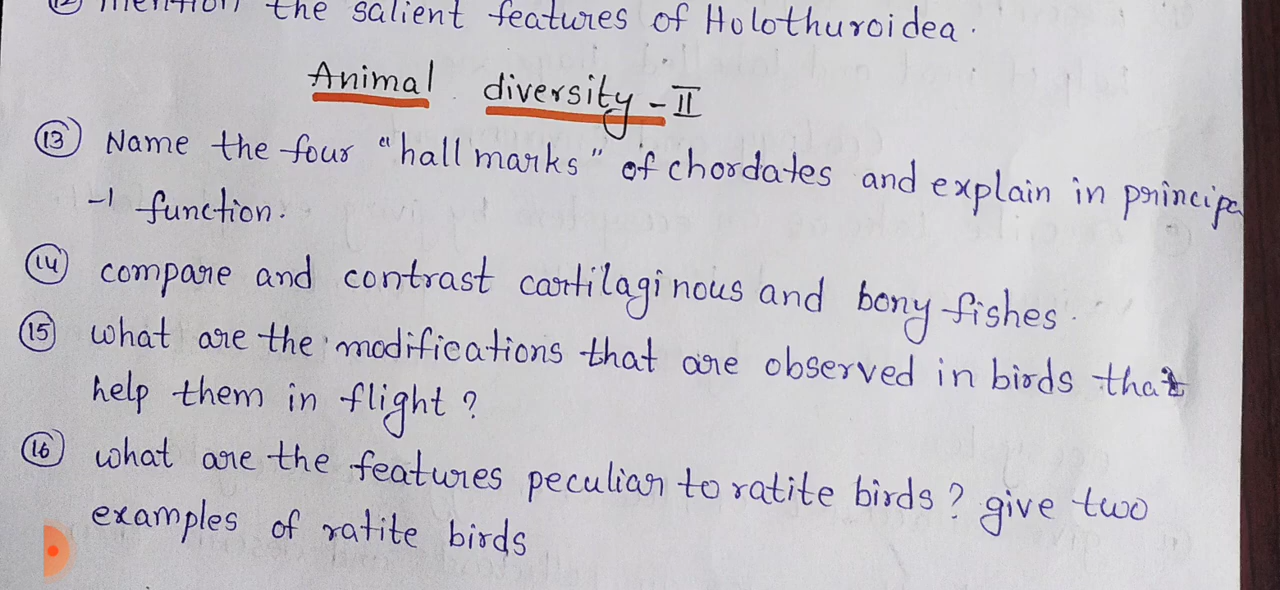 ⑫ mention the salient features of Holothuroidea.
Animal diversity - II
⑬ Name the four "hall marks" of chordates and explain in principa
-l function.
⑭ compare and contrast cartilaginous and bony fishes.
⑮ what are the modifications that are observed in birds that
help them in flight?
⑯ what are the features peculiar to ratite birds? give two
examples of ratite birds